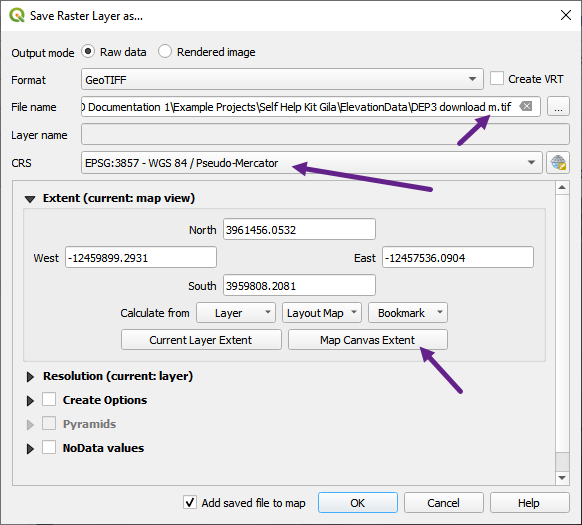 Save Raster Layer as...
Output mode Raw data Rendered image
Format GeoTIFF Create VRT
File name 0 Documentation 1\Example Projects\Self Help Kit Gila\ElevationData\DEP3 download m.tif ...
Layer name
CRS EPSG:3857 - WGS 84 / Pseudo-Mercator
Extent (current: map view)
North 3961456.0532
West -12459899.2931 East -12457536.0904
South 3959808.2081
Calculate from Layer Layout Map Bookmark
Current Layer Extent Map Canvas Extent
Resolution (current: layer)
Create Options
Pyramids
NoData values
Add saved file to map OK Cancel Help